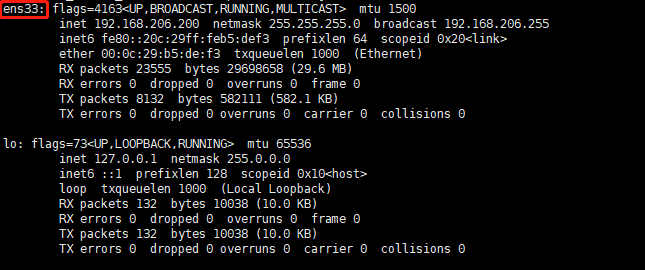 ens33: flags=4163<UP,BROADCAST,RUNNING,MULTICAST>  mtu 1500
        inet 192.168.206.200  netmask 255.255.255.0  broadcast 192.168.206.255
        inet6 fe80::20c:29ff:feb5:def3  prefixlen 64  scopeid 0x20<link>
        ether 00:0c:29:b5:de:f3  txqueuelen 1000  (Ethernet)
        RX packets 23555  bytes 29698658 (29.6 MB)
        RX errors 0  dropped 0  overruns 0  frame 0
        TX packets 8132  bytes 582111 (582.1 KB)
        TX errors 0  dropped 0 overruns 0  carrier 0  collisions 0
lo: flags=73<UP,LOOPBACK,RUNNING>  mtu 65536
        inet 127.0.0.1  netmask 255.0.0.0
        inet6 ::1  prefixlen 128  scopeid 0x10<host>
        loop  txqueuelen 1000  (Local Loopback)
        RX packets 132  bytes 10038 (10.0 KB)
        RX errors 0  dropped 0  overruns 0  frame 0
        TX packets 132  bytes 10038 (10.0 KB)
        TX errors 0  dropped 0 overruns 0  carrier 0  collisions 0